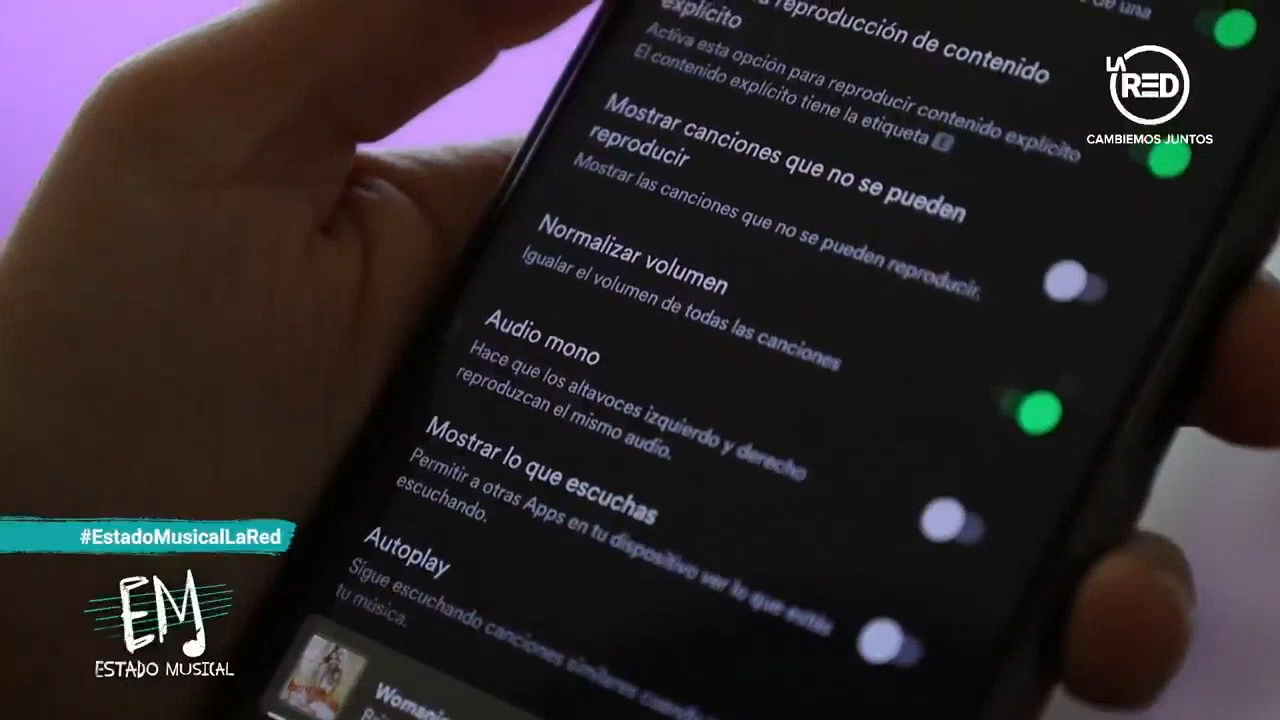 de una
reproducción de contenido
explícito
Activa esta opción para reproducir contenido explícito
El contenido explícito tiene la etiqueta E
Mostrar canciones que no se pueden
reproducir
Mostrar las canciones que no se pueden reproducir.
Normalizar volumen
Igualar el volumen de todas las canciones
Audio mono
Hace que los altavoces izquierdo y derecho
reproduzcan el mismo audio.
Mostrar lo que escuchas
Permitir a otras Apps en tu dispositivo ver lo que estás
escuchando.
Autoplay
Sigue escuchando canciones similares cuando
tu música.
LA
RED
CAMBIEMOS JUNTOS
#EstadoMusicalLaRed
EM
ESTADO MUSICAL